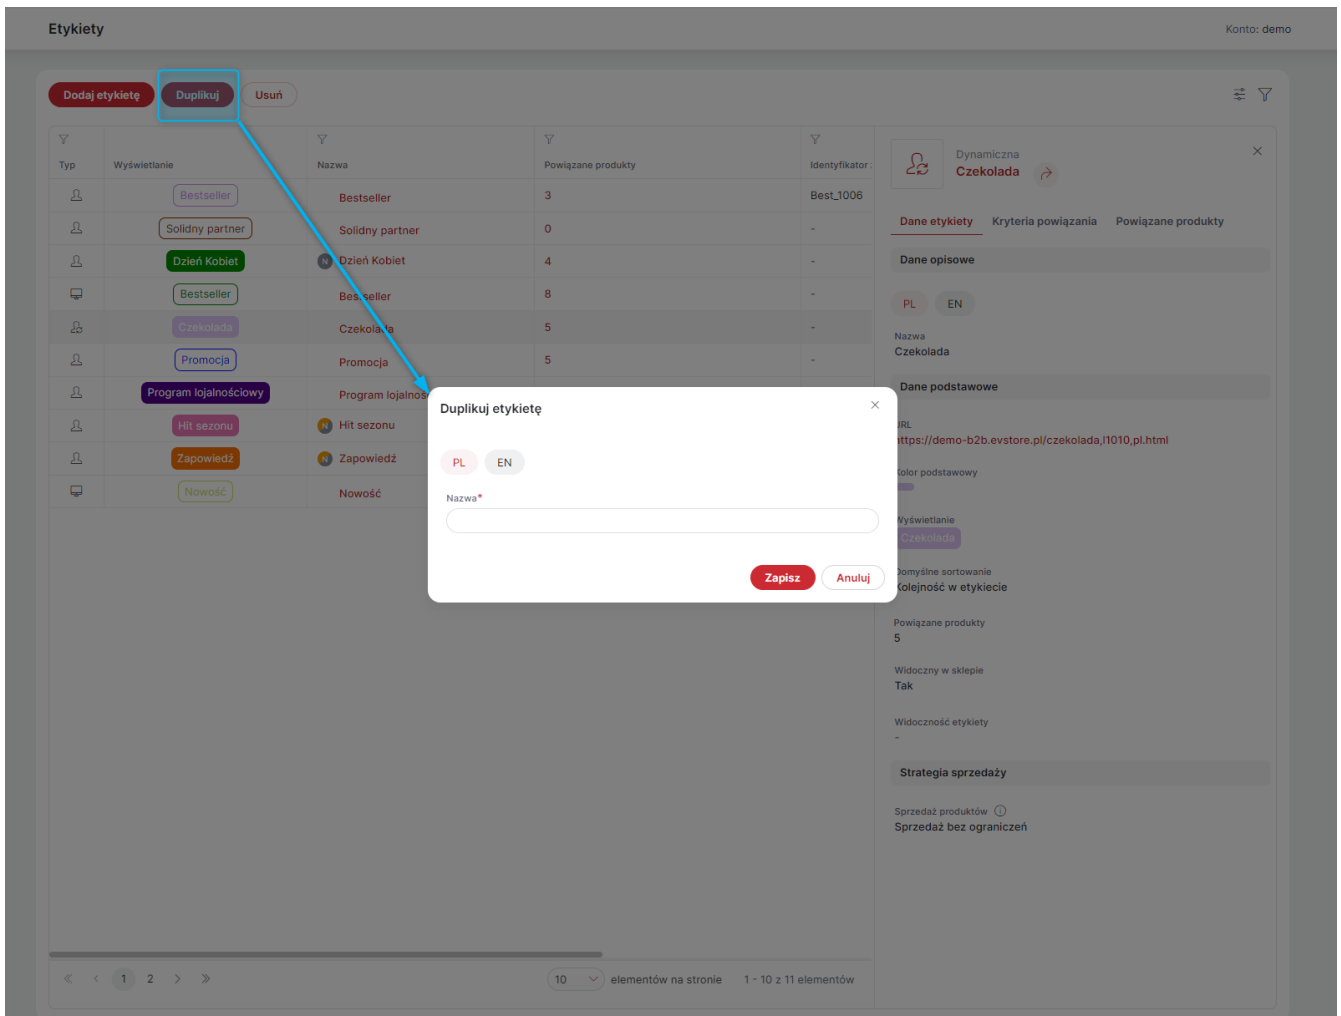 Etykiety
Konto: demo
Dodaj etykietę
Duplikuj
Usuń
Typ Wyświetlanie Nazwa Powiązane produkty Identyfikator
Bestseller Bestseller 3 Best_1006
Solidny partner Solidny partner 0 -
Dzień Kobiet N Dzień Kobiet 4 -
Bestseller Bestseller 8 -
Czekolada Czekolada 5 -
Promocja Promocja 5 -
Program lojalnościowy Program lojalnoś
Hit sezonu N Hit sezonu
Zapowiedź N Zapowiedź
Nowość Nowość
Duplikuj etykietę
PL EN
Nazwa*
Zapisz Anuluj
Dynamiczna
Czekolada
Dane etykiety Kryteria powiązania Powiązane produkty
Dane opisowe
PL EN
Nazwa
Czekolada
Dane podstawowe
URL
https://demo-b2b.evstore.pl/czekolada,l1010,pl.html
Kolor podstawowy
Wyświetlanie
Czekolada
Domyślne sortowanie
Kolejność w etykiecie
Powiązane produkty
5
Widoczny w sklepie
Tak
Widoczność etykiety
-
Strategia sprzedaży
Sprzedaż produktów
Sprzedaż bez ograniczeń
1 2
10 elementów na stronie 1 - 10 z 11 elementów